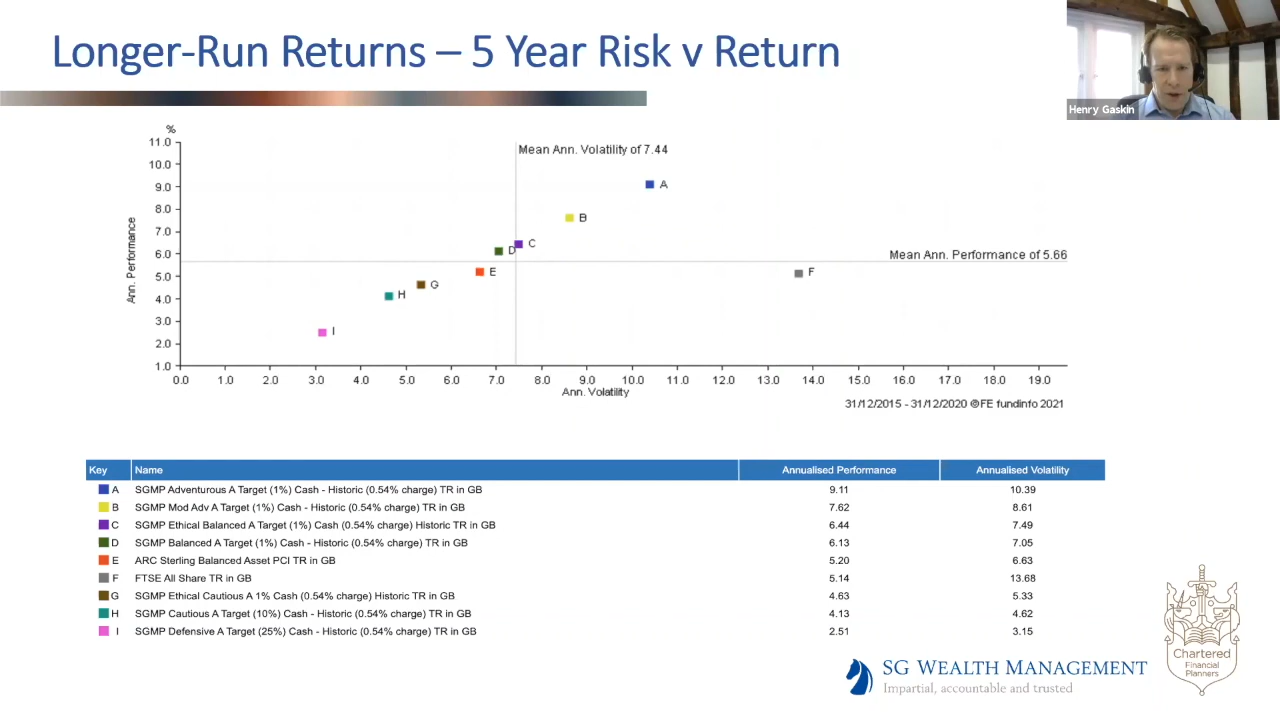 Longer-Run Returns – 5 Year Risk v Return
Henry Gaskin
%
Mean Ann. Volatility of 7.44
11.0
10.0
9.0
8.0
7.0
6.0
5.0
4.0
3.0
2.0
1.0
Ann. Performance
A
B
C
D
Mean Ann. Performance of 5.66
E
F
G
H
I
0.0 1.0 2.0 3.0 4.0 5.0 6.0 7.0 8.0 9.0 10.0 11.0 12.0 13.0 14.0 15.0 16.0 17.0 18.0 19.0
Ann. Volatility
31/12/2015 - 31/12/2020 ©FE fundinfo 2021
Key Name Annualised Performance Annualised Volatility
A SGMP Adventurous A Target (1%) Cash - Historic (0.54% charge) TR in GB 9.11 10.39
B SGMP Mod Adv A Target (1%) Cash - Historic (0.54% charge) TR in GB 7.62 8.61
C SGMP Ethical Balanced A Target (1%) Cash (0.54% charge) Historic TR in GB 6.44 7.49
D SGMP Balanced A Target (1%) Cash - Historic (0.54% charge) TR in GB 6.13 7.05
E ARC Sterling Balanced Asset PCI TR in GB 5.20 6.63
F FTSE All Share TR in GB 5.14 13.68
G SGMP Ethical Cautious A 1% Cash (0.54% charge) Historic TR in GB 4.63 5.33
H SGMP Cautious A Target (10%) Cash - Historic (0.54% charge) TR in GB 4.13 4.62
I SGMP Defensive A Target (25%) Cash - Historic (0.54% charge) TR in GB 2.51 3.15
SG WEALTH MANAGEMENT
Impartial, accountable and trusted
Chartered
Financial
Planners